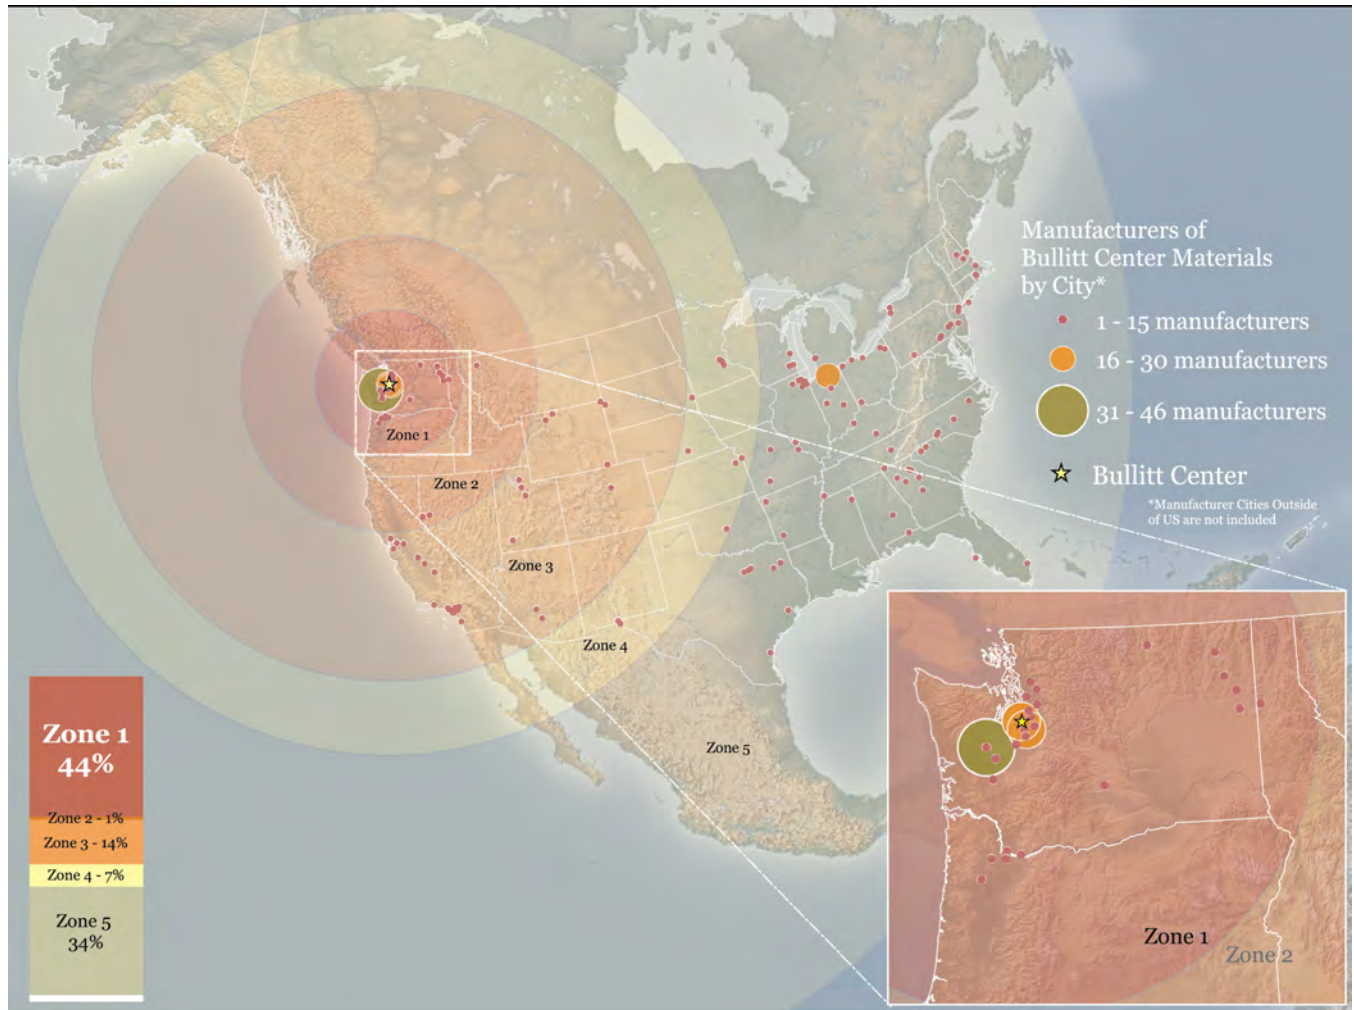 Manufacturers of
Bullitt Center Materials
by City*
1 - 15 manufacturers
16 - 30 manufacturers
31 - 46 manufacturers
Bullitt Center
*Manufacturer Cities Outside
of US are not included
Zone 1
Zone 2
Zone 3
Zone 4
Zone 5
Zone 1
44%
Zone 2 - 1%
Zone 3 - 14%
Zone 4 - 7%
Zone 5
34%
Zone 1
Zone 2